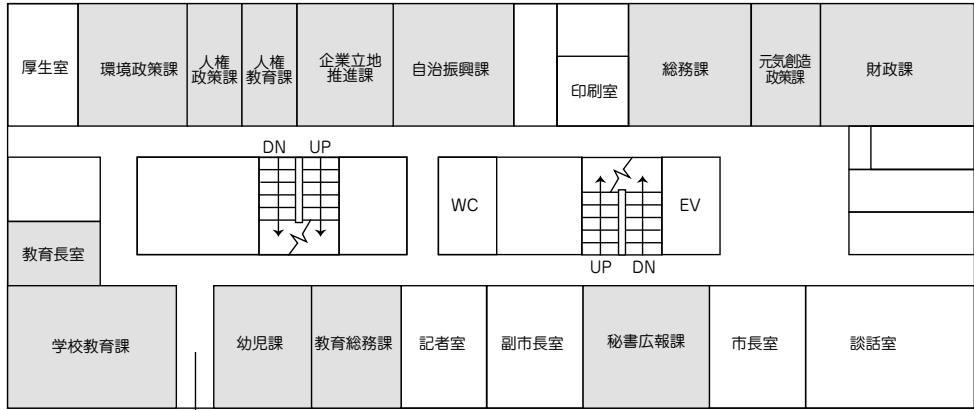 厚生室
環境政策課
人権
政策課
人権
教育課
企業立地
推進課
自治振興課
印刷室
総務課
元気創造
政策課
財政課
DN UP
WC
EV
UP DN
教育長室
学校教育課
幼児課
教育総務課
記者室
副市長室
秘書広報課
市長室
談話室